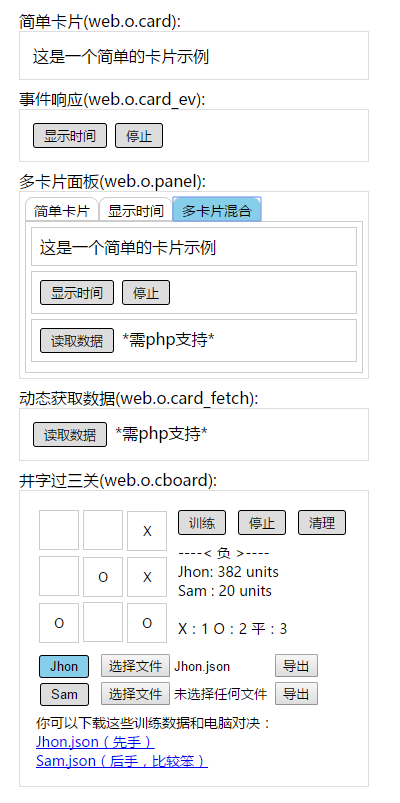 简单卡片(web.o.card):
这是一个简单的卡片示例
事件响应(web.o.card_ev):
显示时间 停止
多卡片面板(web.o.panel):
简单卡片 显示时间 多卡片混合
这是一个简单的卡片示例
显示时间 停止
读取数据 *需php支持*
动态获取数据(web.o.card_fetch):
读取数据 *需php支持*
井字过三关(web.o.cboard):
X 训练 停止 清理
----< 负 >----
O X Jhon: 382 units
Sam : 20 units
O O X : 1 O : 2 平 : 3
Jhon 选择文件 Jhon.json 导出
Sam 选择文件 未选择任何文件 导出
你可以下载这些训练数据和电脑对决：
Jhon.json（先手）
Sam.json（后手，比较笨）